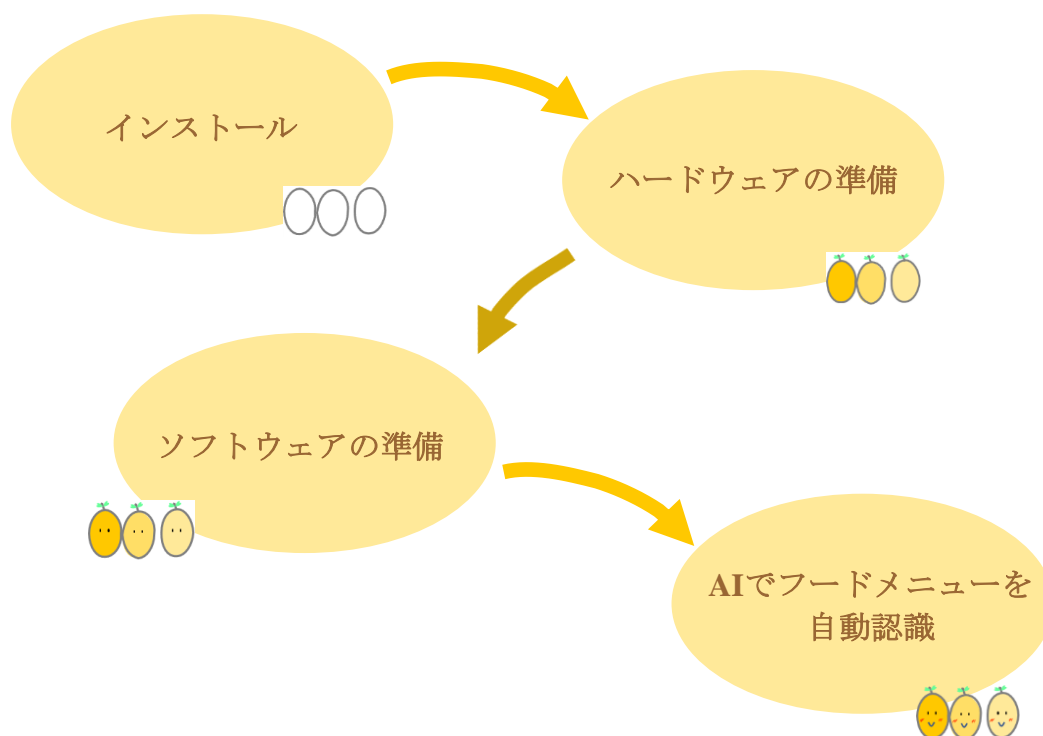 インストール
ハードウェアの準備
ソフトウェアの準備
AIでフードメニューを
自動認識